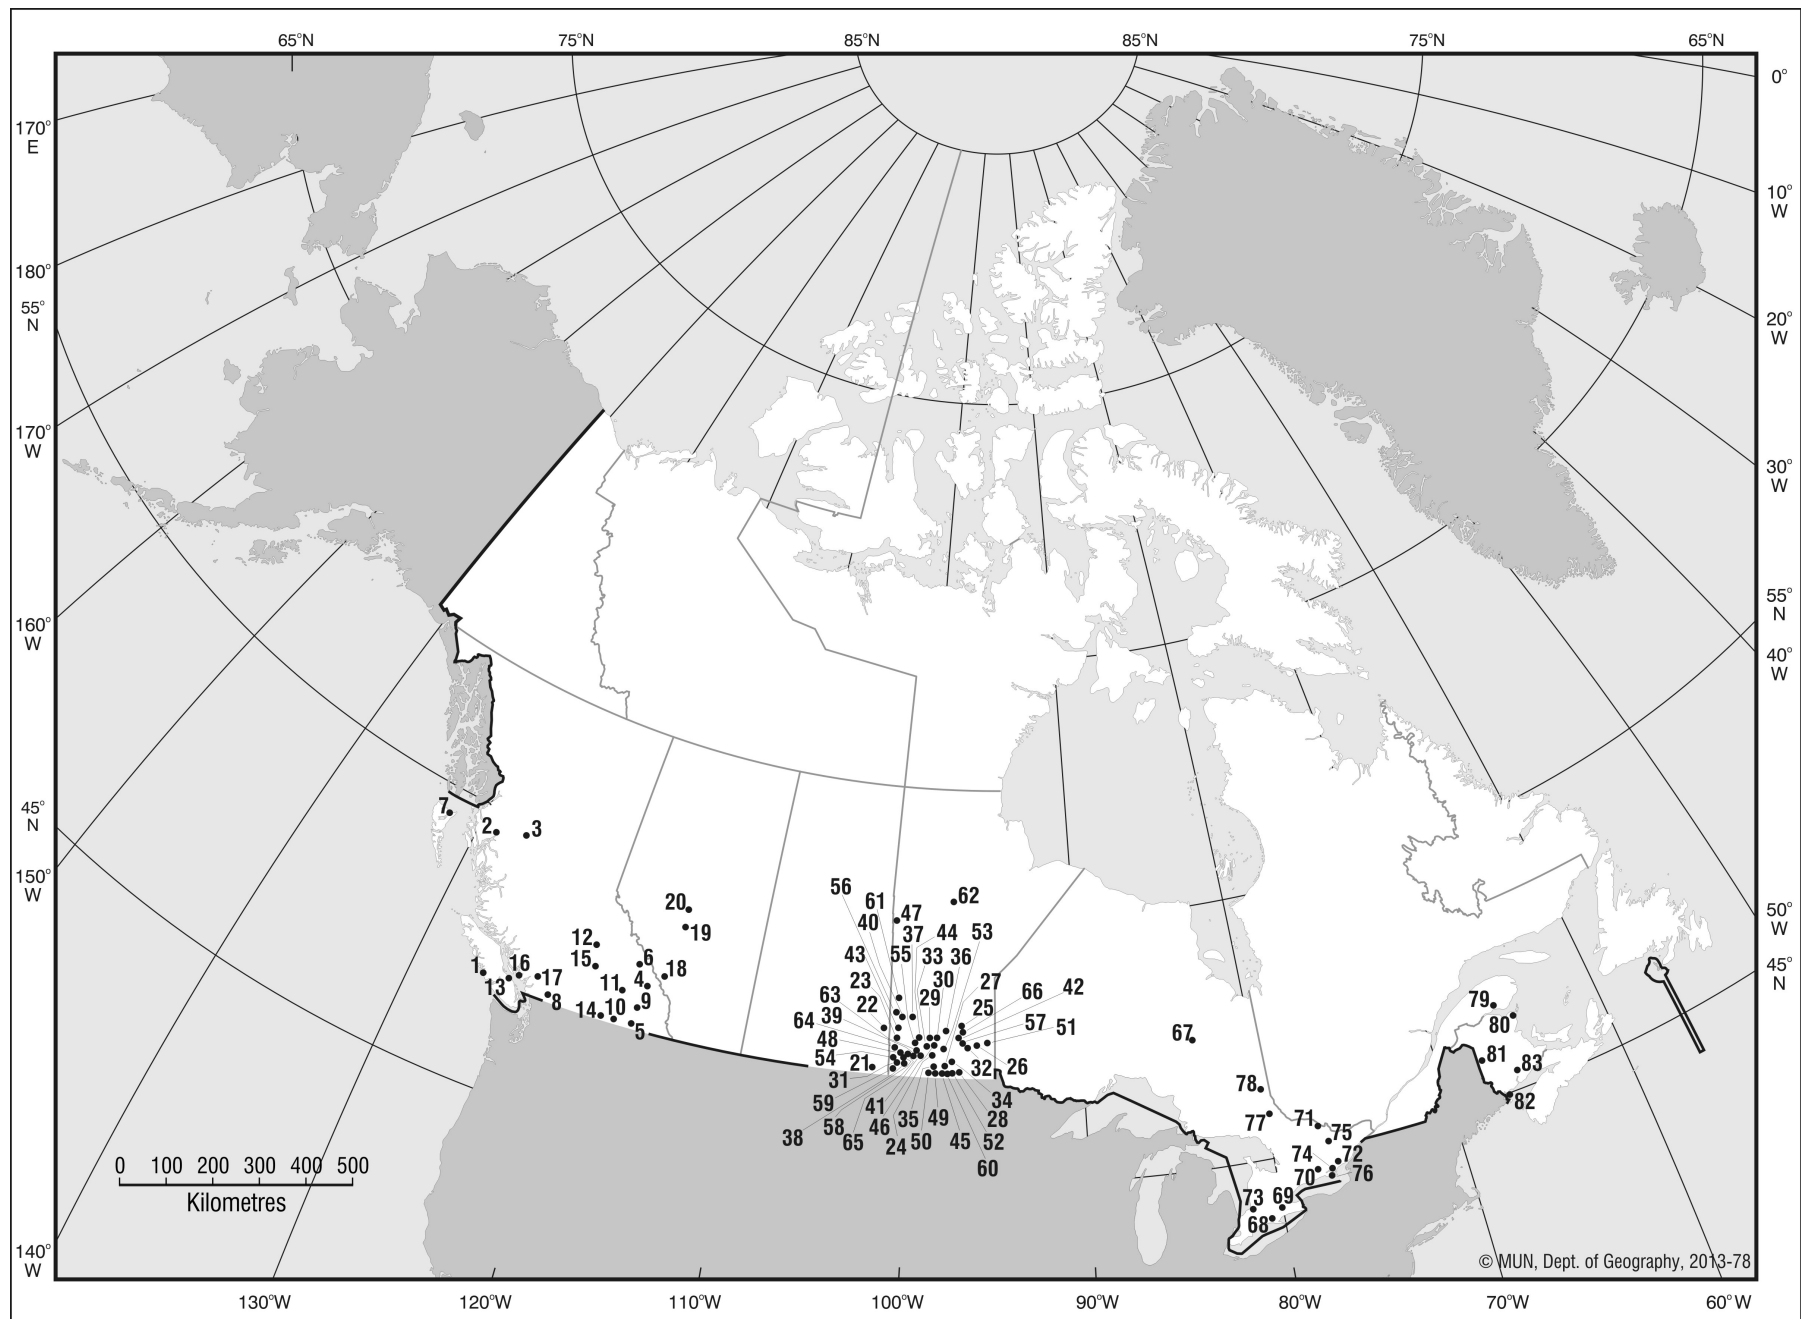 65°N 75°N 85°N 85°N 75°N 65°N
0°
170°
E
10°
W
180°
55°
N
20°
W
170°
W
30°
W
55°
N
160°
W
40°
W
45°
N
7
2 3
150°
W
56 61 47 62
20
40 37 44 53
50°
W
19
12
43 55 33 36
45°
N
1 16 15 6
23 30 27
13 17 11 4 18
63 22 29 25 66 42
79
8 14 10 9
64 39
57 51
80
5
48
67
54 21
81
31
32 26
83
78
59 41 35 49 34
82
58 46 28
77 71
38 65 24 50 45 52
75
60
74 72
70 76
0 100 200 300 400 500
Kilometres
73 69
68
140°
W
© MUN, Dept. of Geography, 2013-78
130°W 120°W 110°W 100°W 90°W 80°W 70°W 60°W